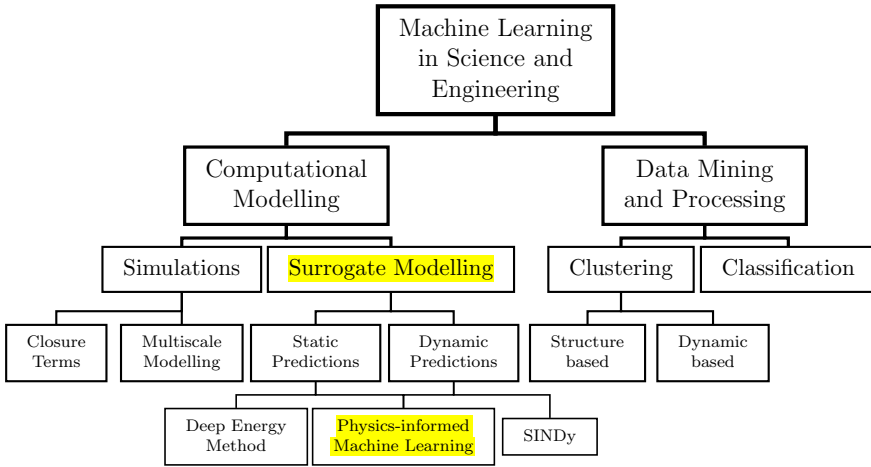 Machine Learning
in Science and
Engineering
Computational
Modelling
Data Mining
and Processing
Simulations
Surrogate Modelling
Clustering
Classification
Closure
Terms
Multiscale
Modelling
Static
Predictions
Dynamic
Predictions
Structure
based
Dynamic
based
Deep Energy
Method
Physics-informed
Machine Learning
SINDy